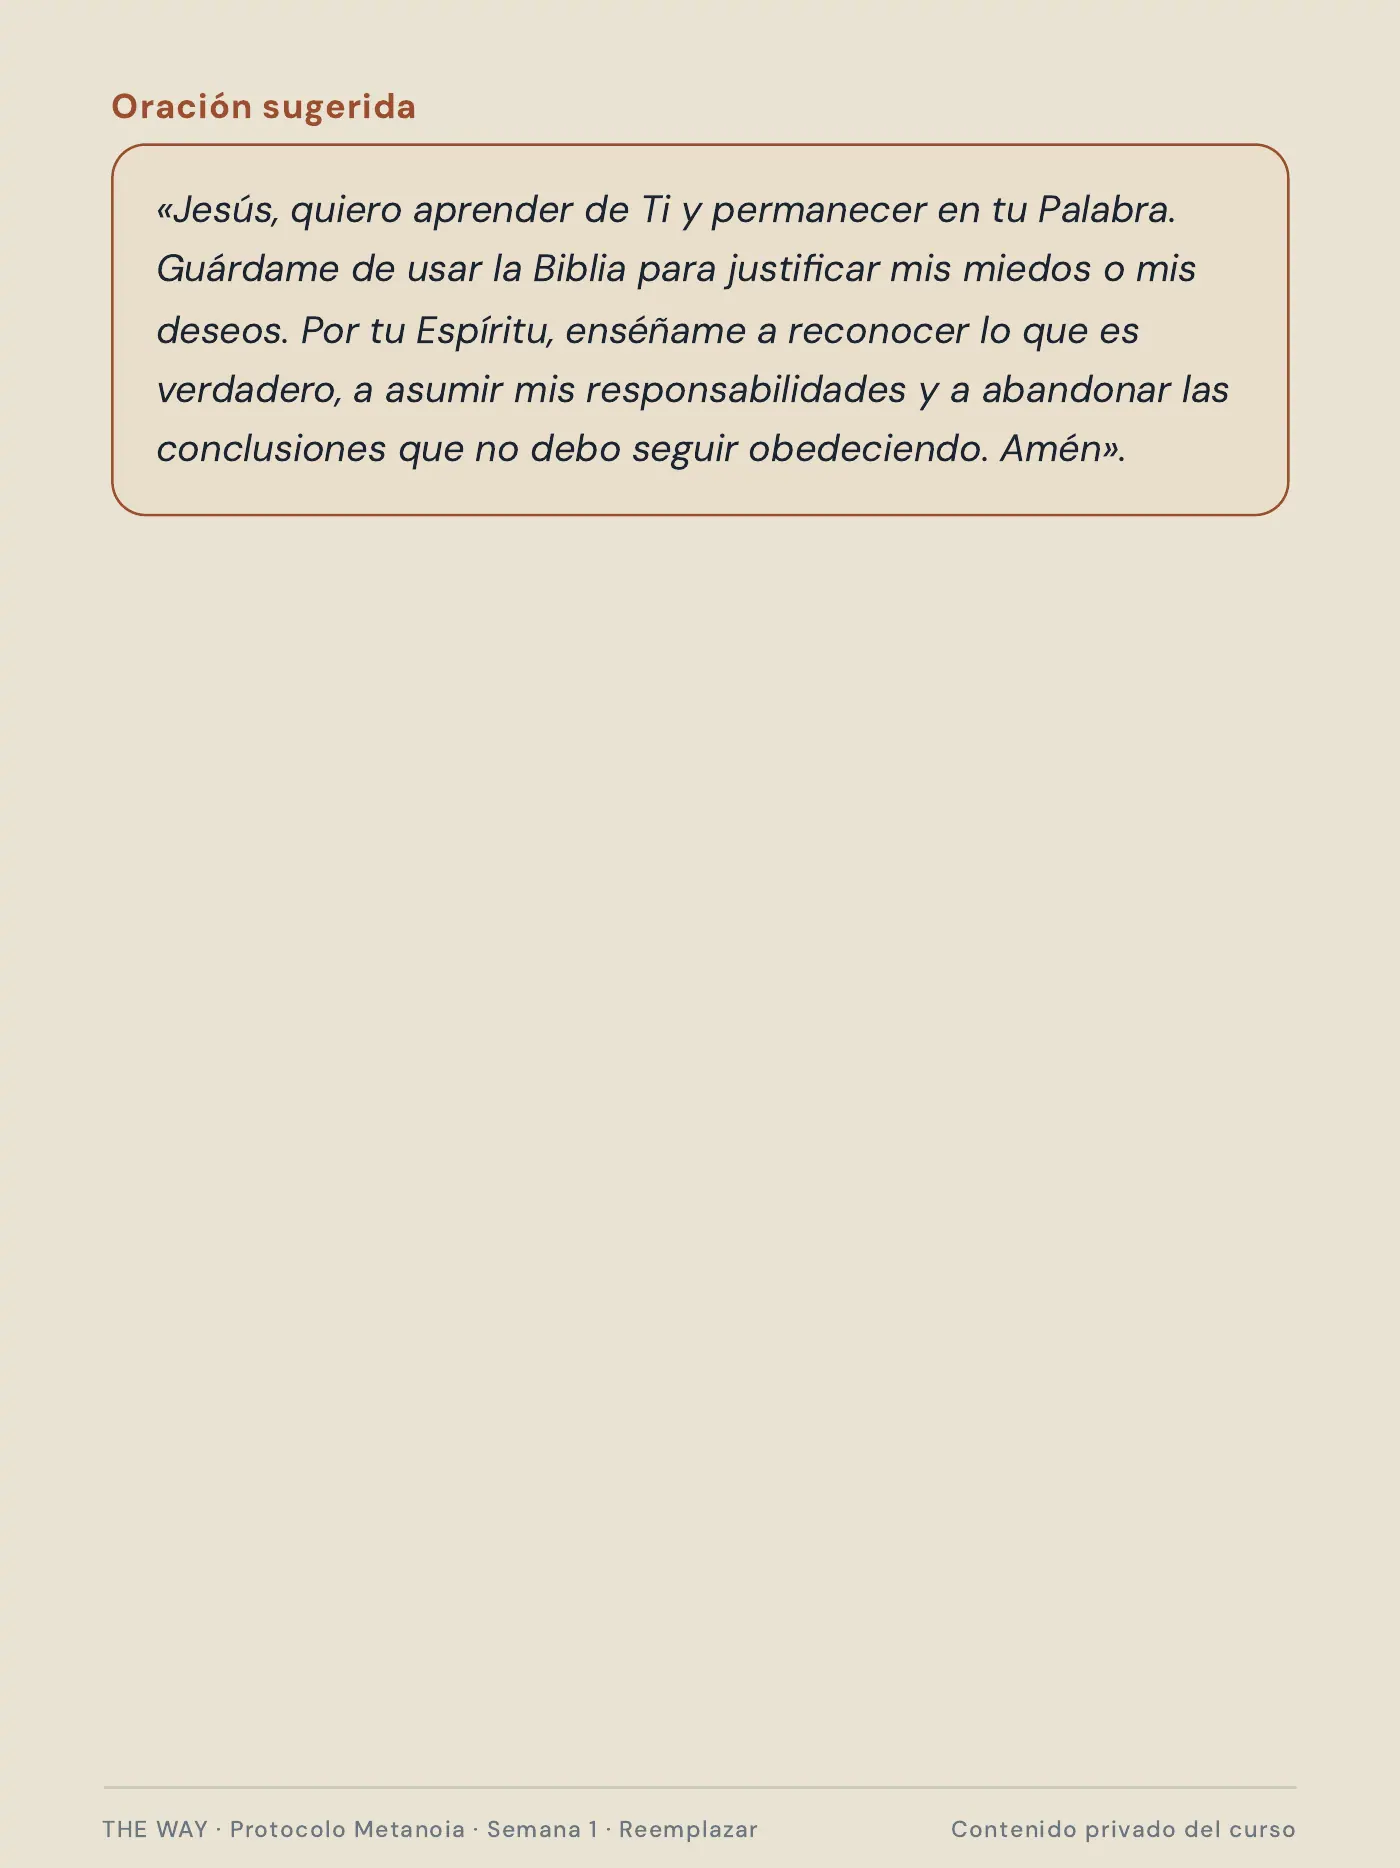 Oración sugerida
«Jesús, quiero aprender de Ti y permanecer en tu Palabra.
Guárdame de usar la Biblia para justificar mis miedos o mis
deseos. Por tu Espíritu, enséñame a reconocer lo que es
verdadero, a asumir mis responsabilidades y a abandonar las
conclusiones que no debo seguir obedeciendo. Amén».
THE WAY · Protocolo Metanoia · Semana 1 · Reemplazar
Contenido privado del curso